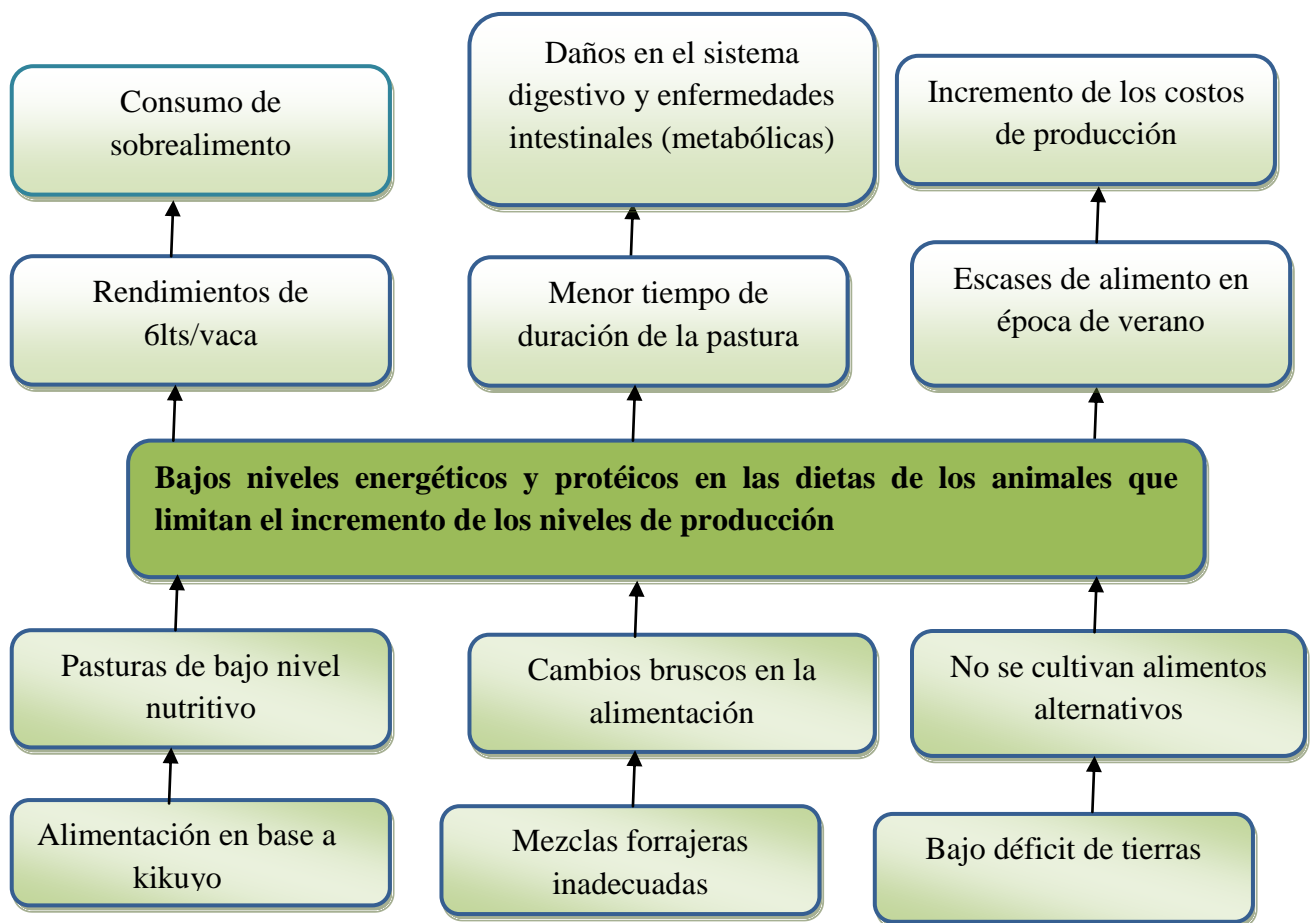 Consumo de
sobrealimento
Daños en el sistema
digestivo y enfermedades
intestinales (metabólicas)
Incremento de los costos
de producción
Rendimientos de
6lts/vaca
Menor tiempo de
duración de la pastura
Escases de alimento en
época de verano
Bajos niveles energéticos y protéicos en las dietas de los animales que
limitan el incremento de los niveles de producción
Pasturas de bajo nivel
nutritivo
Cambios bruscos en la
alimentación
No se cultivan alimentos
alternativos
Alimentación en base a
kikuyo
Mezclas forrajeras
inadecuadas
Bajo déficit de tierras